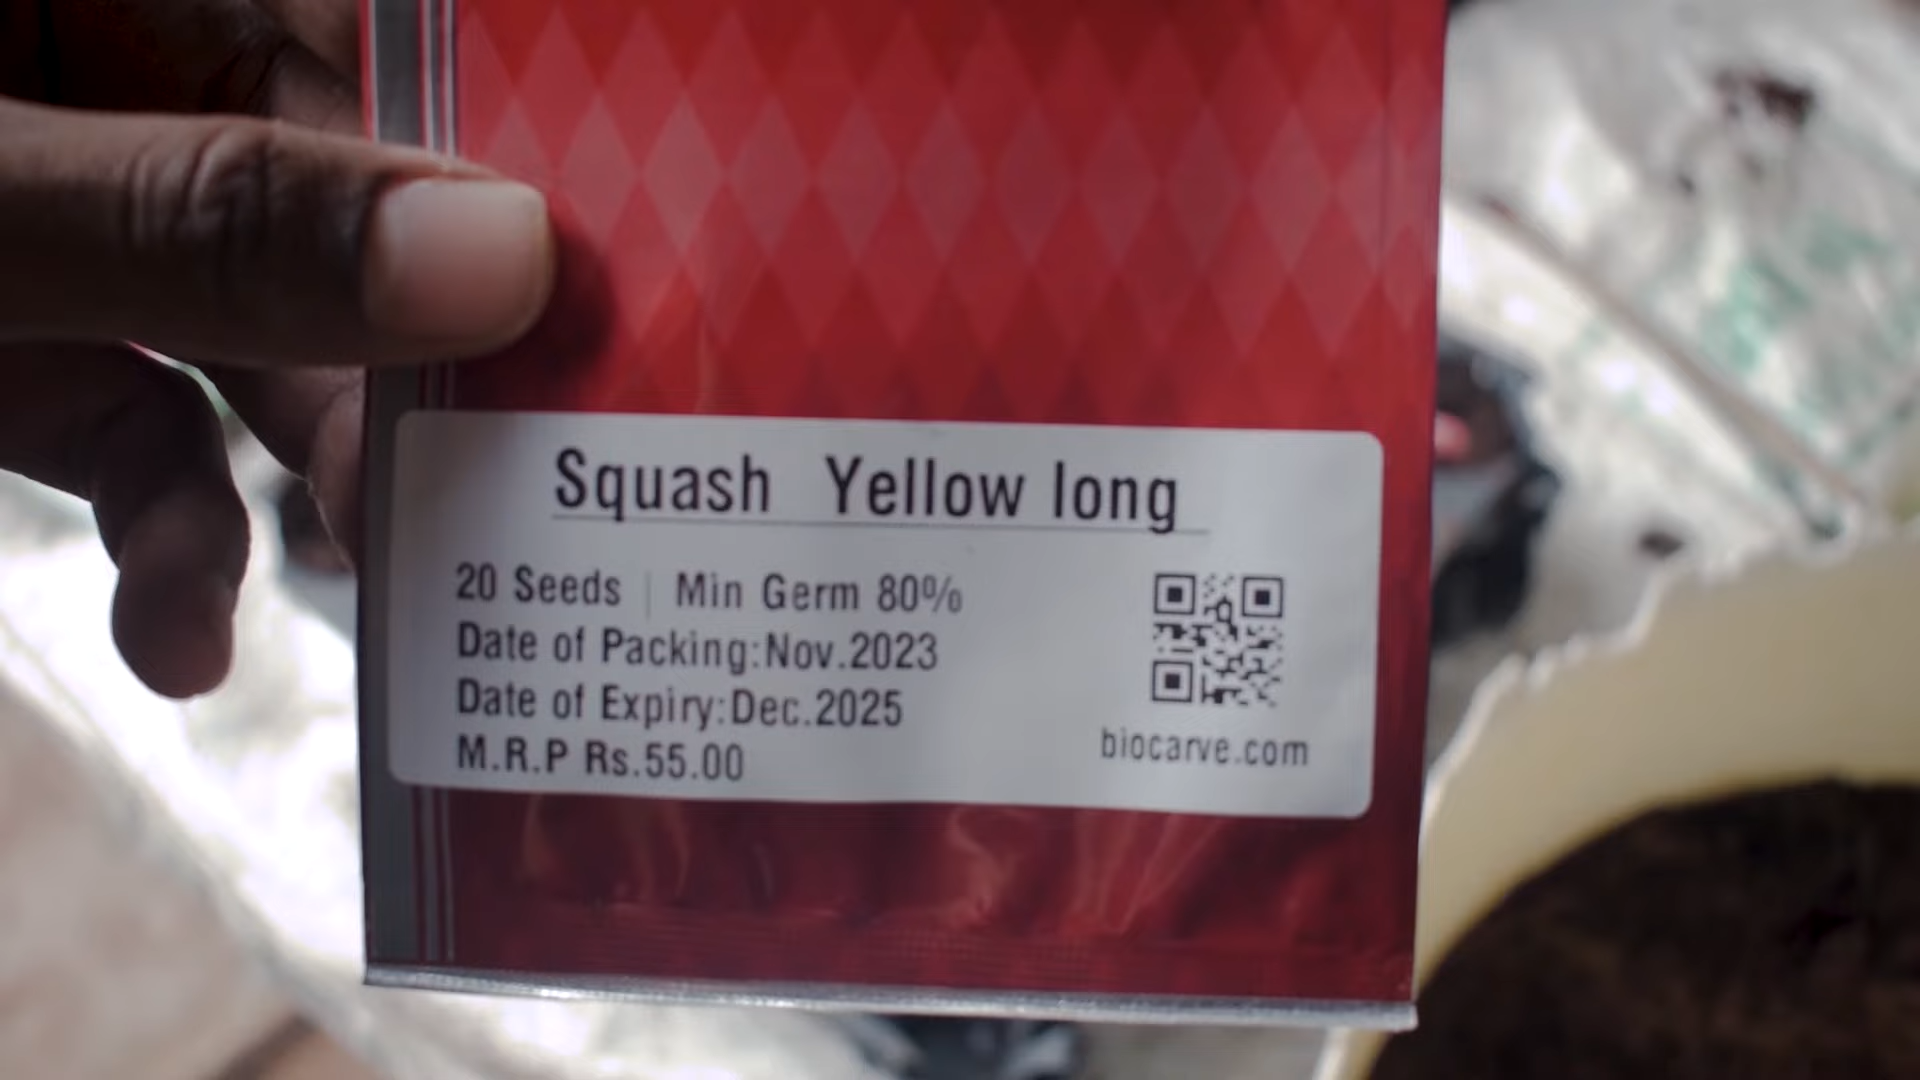 Squash Yellow long
20 Seeds | Min Germ 80%
Date of Packing:Nov.2023
Date of Expiry:Dec.2025
M.R.P Rs.55.00
biocarve.com